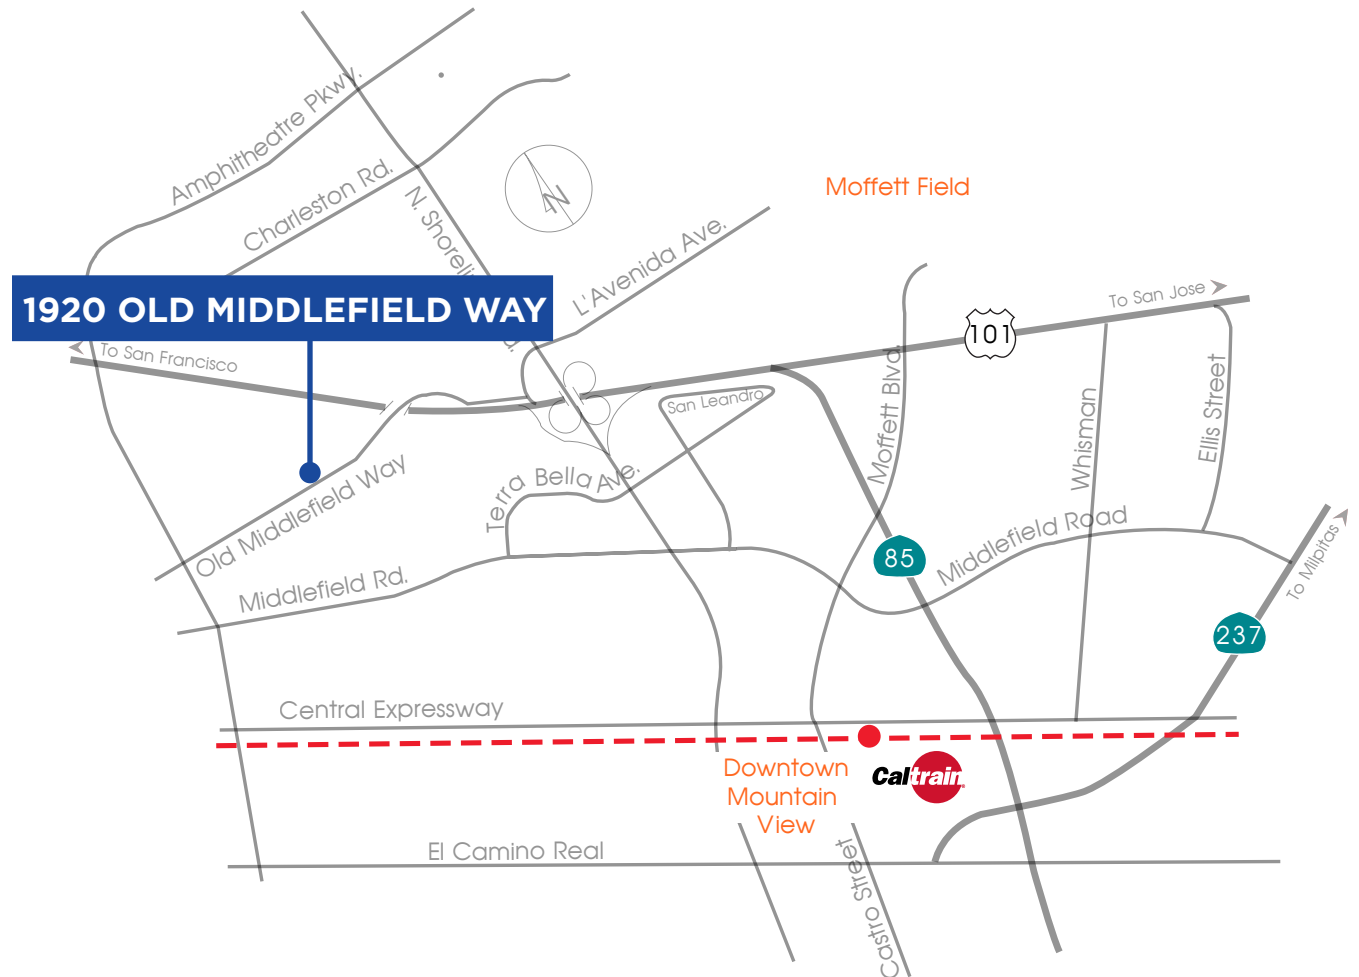 Amphitheatre Pkwy.
Charleston Rd.
N. Shoreli
d.
N
Moffett Field
L'Avenida Ave.
1920 OLD MIDDLEFIELD WAY
To San Jose
101
To San Francisco
San Leandro
Moffett Blvd.
Whisman
Ellis Street
Old Middlefield Way
Terra Bella Ave.
Middlefield Road
85
Middlefield Rd.
To Milpitas
237
Central Expressway
Downtown
Mountain
View
Caltrain
El Camino Real
Castro Street